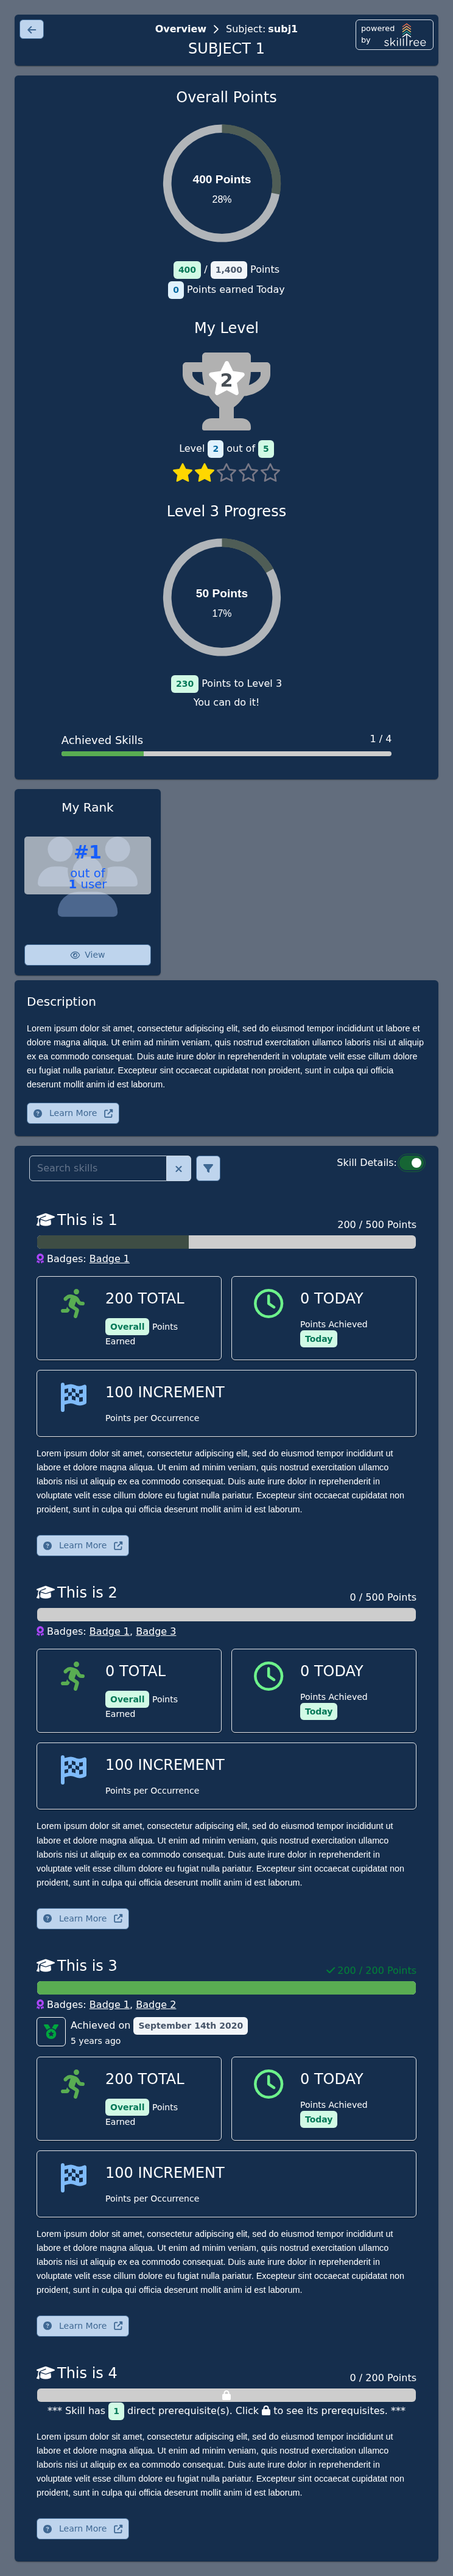 Overview > Subject: subj1
SUBJECT 1
powered
by skilltree
Overall Points
400 Points
28%
400 / 1,400 Points
0 Points earned Today
My Level
2
Level 2 out of 5
Level 3 Progress
50 Points
17%
230 Points to Level 3
You can do it!
Achieved Skills 1 / 4
My Rank
#1
out of
1 user
View
Description
Lorem ipsum dolor sit amet, consectetur adipiscing elit, sed do eiusmod tempor incididunt ut labore et
dolore magna aliqua. Ut enim ad minim veniam, quis nostrud exercitation ullamco laboris nisi ut aliquip
ex ea commodo consequat. Duis aute irure dolor in reprehenderit in voluptate velit esse cillum dolore
eu fugiat nulla pariatur. Excepteur sint occaecat cupidatat non proident, sunt in culpa qui officia
deserunt mollit anim id est laborum.
Learn More
Search skills
Skill Details:
This is 1 200 / 500 Points
Badges: Badge 1
200 TOTAL
Overall Points
Earned
0 TODAY
Points Achieved
Today
100 INCREMENT
Points per Occurrence
Lorem ipsum dolor sit amet, consectetur adipiscing elit, sed do eiusmod tempor incididunt ut
labore et dolore magna aliqua. Ut enim ad minim veniam, quis nostrud exercitation ullamco
laboris nisi ut aliquip ex ea commodo consequat. Duis aute irure dolor in reprehenderit in
voluptate velit esse cillum dolore eu fugiat nulla pariatur. Excepteur sint occaecat cupidatat non
proident, sunt in culpa qui officia deserunt mollit anim id est laborum.
Learn More
This is 2 0 / 500 Points
Badges: Badge 1, Badge 3
0 TOTAL
Overall Points
Earned
0 TODAY
Points Achieved
Today
100 INCREMENT
Points per Occurrence
Lorem ipsum dolor sit amet, consectetur adipiscing elit, sed do eiusmod tempor incididunt ut
labore et dolore magna aliqua. Ut enim ad minim veniam, quis nostrud exercitation ullamco
laboris nisi ut aliquip ex ea commodo consequat. Duis aute irure dolor in reprehenderit in
voluptate velit esse cillum dolore eu fugiat nulla pariatur. Excepteur sint occaecat cupidatat non
proident, sunt in culpa qui officia deserunt mollit anim id est laborum.
Learn More
This is 3 200 / 200 Points
Badges: Badge 1, Badge 2
Achieved on September 14th 2020
5 years ago
200 TOTAL
Overall Points
Earned
0 TODAY
Points Achieved
Today
100 INCREMENT
Points per Occurrence
Lorem ipsum dolor sit amet, consectetur adipiscing elit, sed do eiusmod tempor incididunt ut
labore et dolore magna aliqua. Ut enim ad minim veniam, quis nostrud exercitation ullamco
laboris nisi ut aliquip ex ea commodo consequat. Duis aute irure dolor in reprehenderit in
voluptate velit esse cillum dolore eu fugiat nulla pariatur. Excepteur sint occaecat cupidatat non
proident, sunt in culpa qui officia deserunt mollit anim id est laborum.
Learn More
This is 4 0 / 200 Points
*** Skill has 1 direct prerequisite(s). Click to see its prerequisites. ***
Lorem ipsum dolor sit amet, consectetur adipiscing elit, sed do eiusmod tempor incididunt ut
labore et dolore magna aliqua. Ut enim ad minim veniam, quis nostrud exercitation ullamco
laboris nisi ut aliquip ex ea commodo consequat. Duis aute irure dolor in reprehenderit in
voluptate velit esse cillum dolore eu fugiat nulla pariatur. Excepteur sint occaecat cupidatat non
proident, sunt in culpa qui officia deserunt mollit anim id est laborum.
Learn More